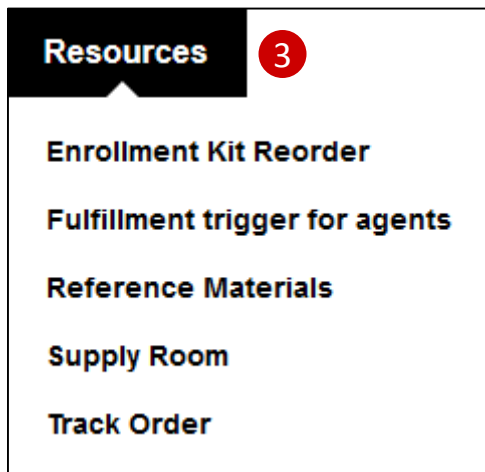 Resources 3
Enrollment Kit Reorder
Fulfillment trigger for agents
Reference Materials
Supply Room
Track Order